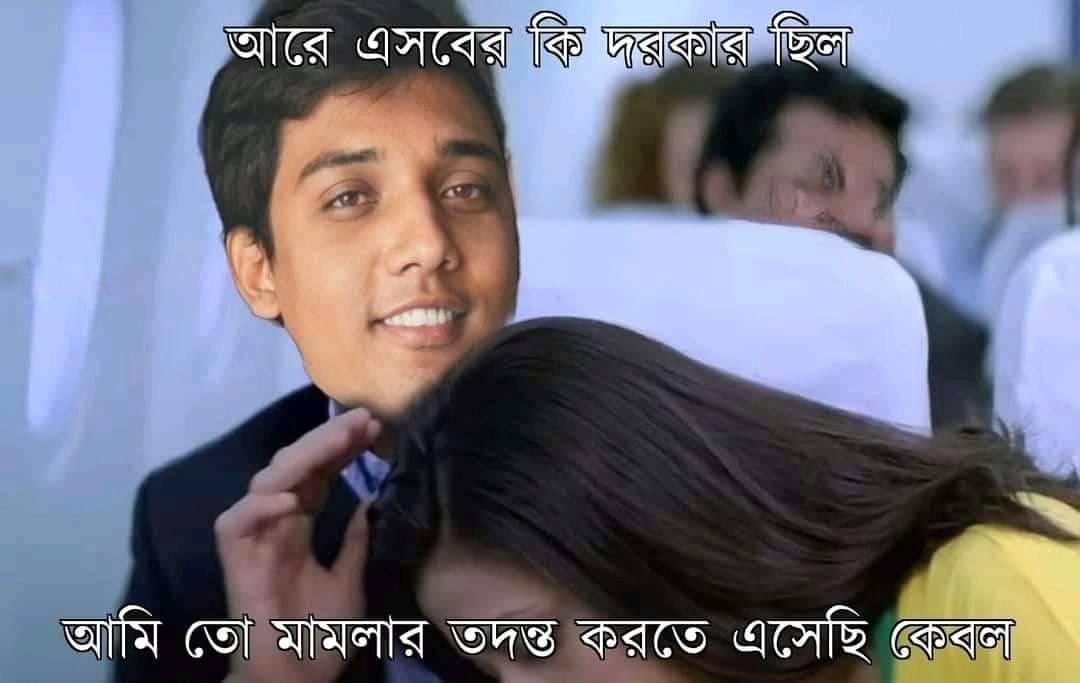 আরে এসবের কি দরকার ছিল
আমি তো মামলার তদন্ত করতে এসেছি কেবল